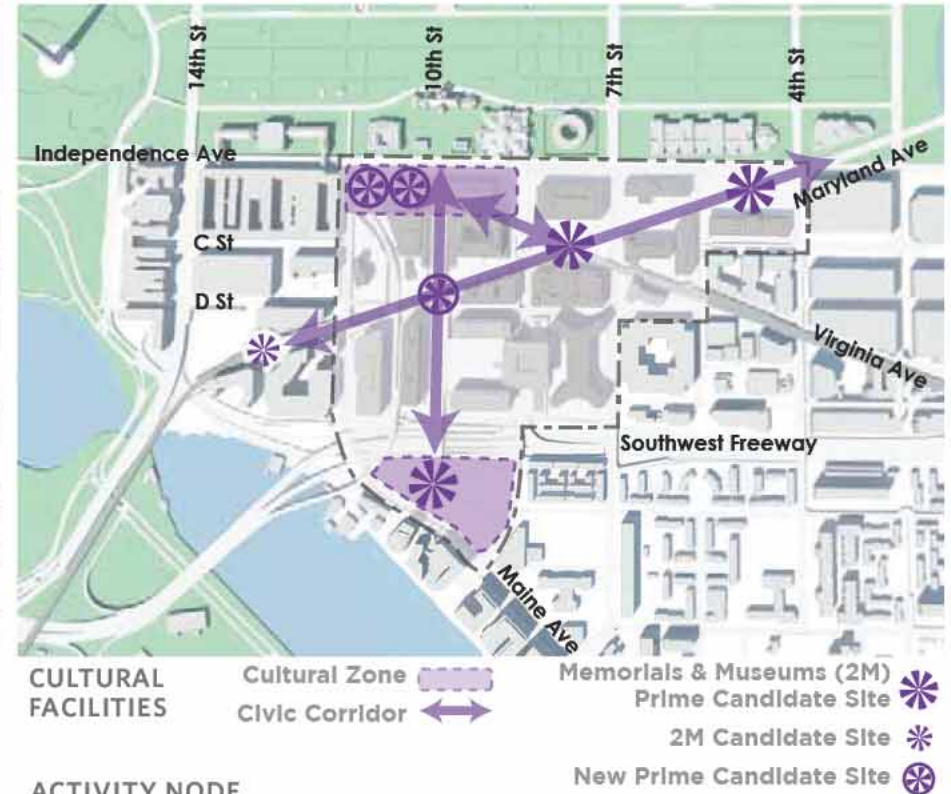 14th St
10th St
7th St
4th St
Independence Ave
Maryland Ave
C St
D St
Virginia Ave
Southwest Freeway
Maine Ave
CULTURAL
FACILITIES
Cultural Zone
Civic Corridor
Memorials & Museums (2M)
Prime Candidate Site
2M Candidate Site
New Prime Candidate Site
ACTIVITY NODE